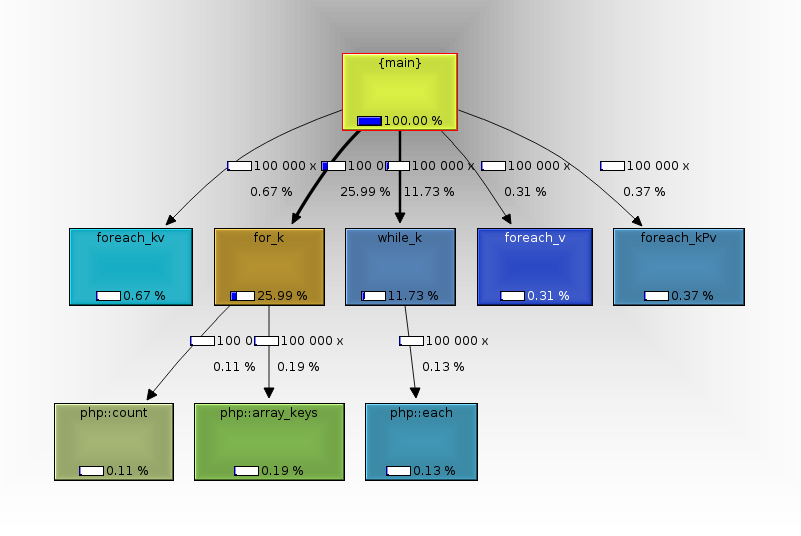 {main}
100.00 %
100 000 x
100 0
100 000 x
100 000 x
100 000 x
0.67 %
25.99 %
11.73 %
0.31 %
0.37 %
foreach_kv
for_k
while_k
foreach_v
foreach_kPv
0.67 %
25.99 %
11.73 %
0.31 %
0.37 %
100 0
100 000 x
100 000 x
0.11 %
0.19 %
0.13 %
php::count
php::array_keys
php::each
0.11 %
0.19 %
0.13 %